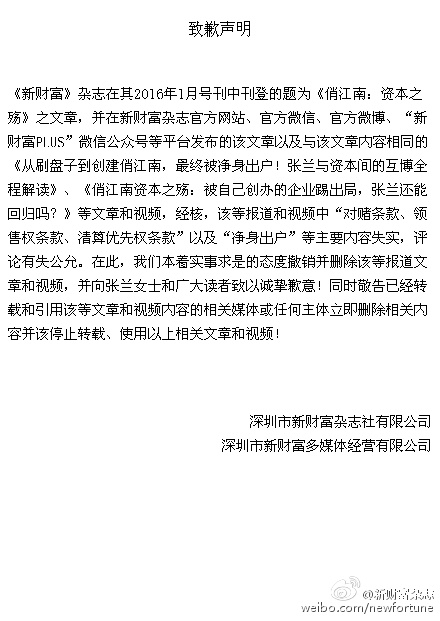 致歉声明
《新财富》杂志在其2016年1月号刊中刊登的题为《俏江南：资本之
殇》之文章，并在新财富杂志官方网站、官方微信、官方微博、“新
财富PLUS”微信公众号等平台发布的该文章以及与该文章内容相同的
《从刷盘子到创建俏江南，最终被净身出户！张兰与资本间的互博全
程解读》、《俏江南资本之殇：被自己创办的企业踢出局，张兰还能
回归吗？》等文章和视频，经核，该等报道和视频中“对赌条款、领
售权条款、清算优先权条款”以及“净身出户”等主要内容失实，评
论有失公允。在此，我们本着实事求是的态度撤销并删除该等报道文
章和视频，并向张兰女士和广大读者致以诚挚歉意！同时敬告已经转
载和引用该等文章和视频内容的相关媒体或任何主体立即删除相关内
容并该停止转载、使用以上相关文章和视频！
深圳市新财富杂志社有限公司
深圳市新财富多媒体经营有限公司
@新财富杂志
weibo.com/newfortune